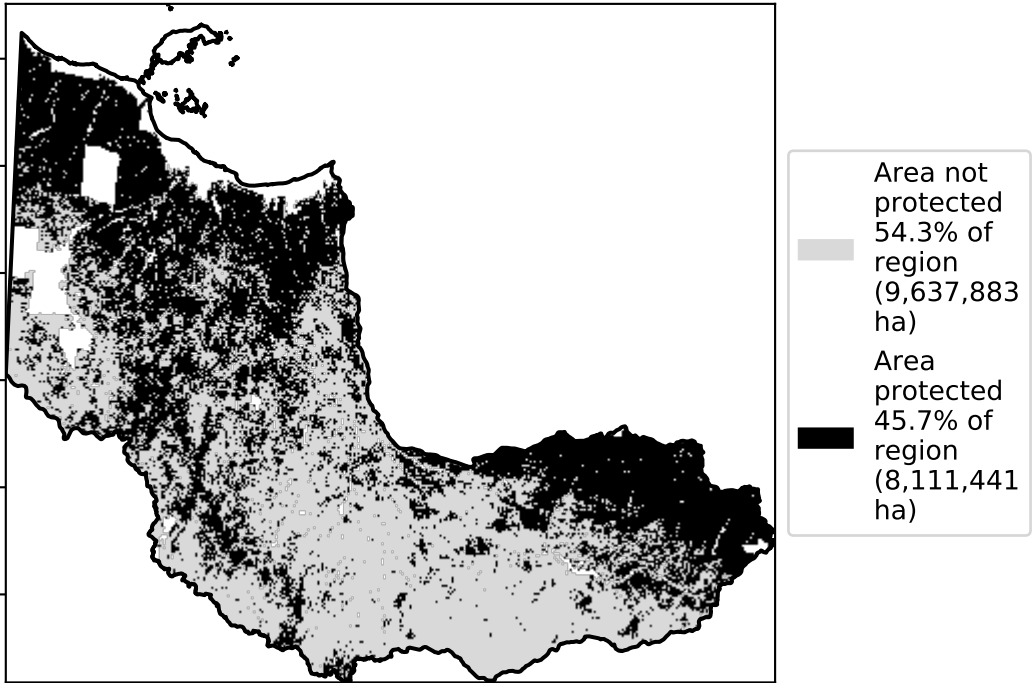 Area not
protected
54.3% of
region
(9,637,883
ha)
Area
protected
45.7% of
region
(8,111,441
ha)